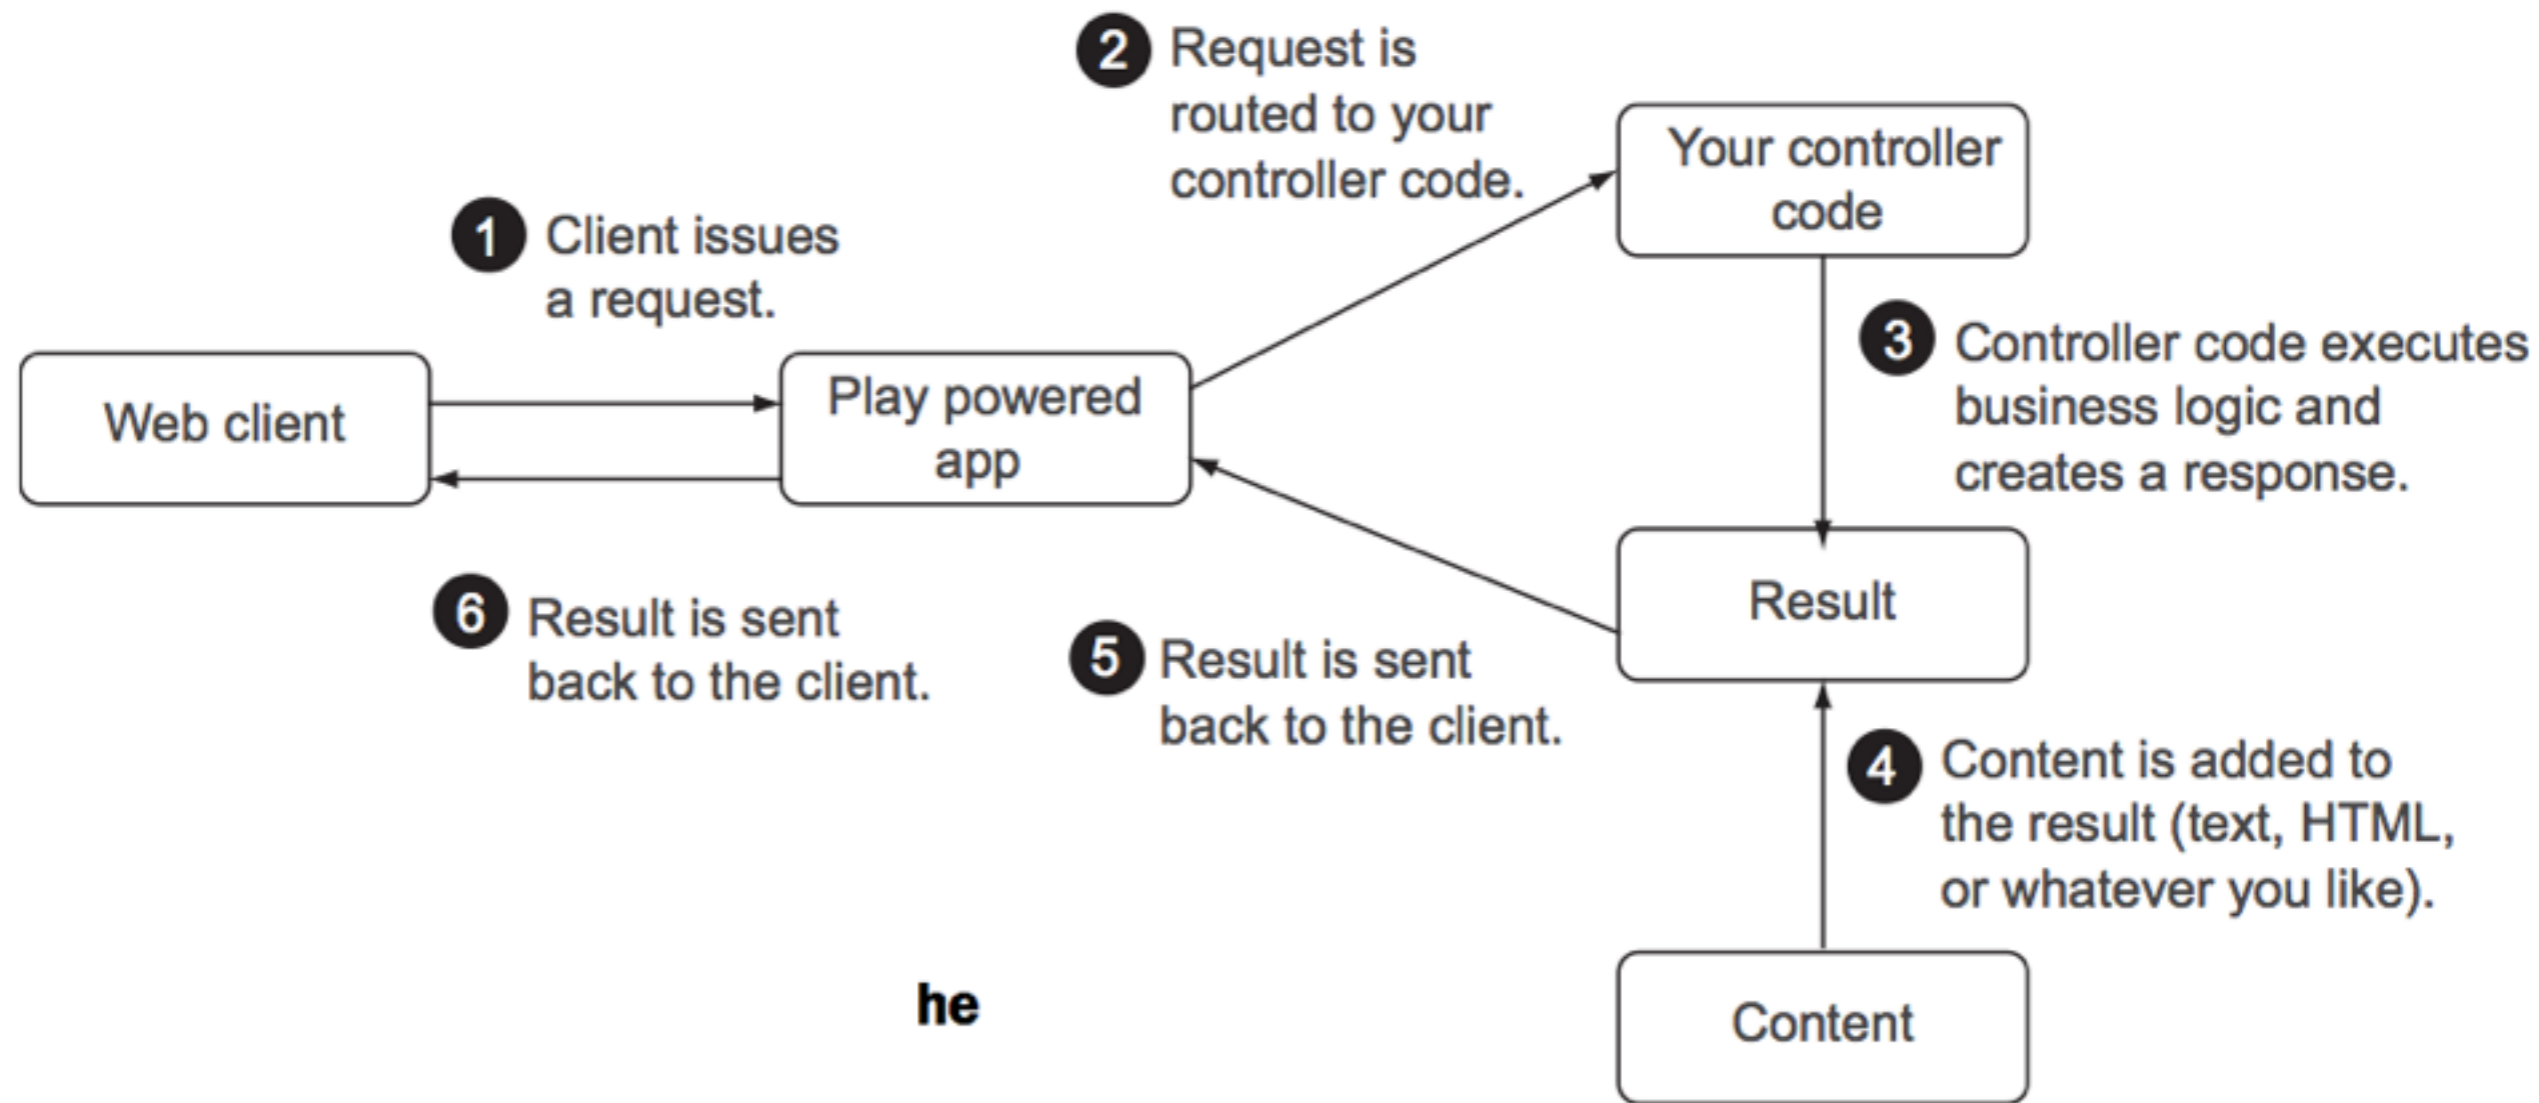 2 Request is
routed to your
controller code.
Your controller
code
1 Client issues
a request.
3 Controller code executes
business logic and
creates a response.
Web client
Play powered
app
Result
6 Result is sent
back to the client.
5 Result is sent
back to the client.
4 Content is added to
the result (text, HTML,
or whatever you like).
he
Content